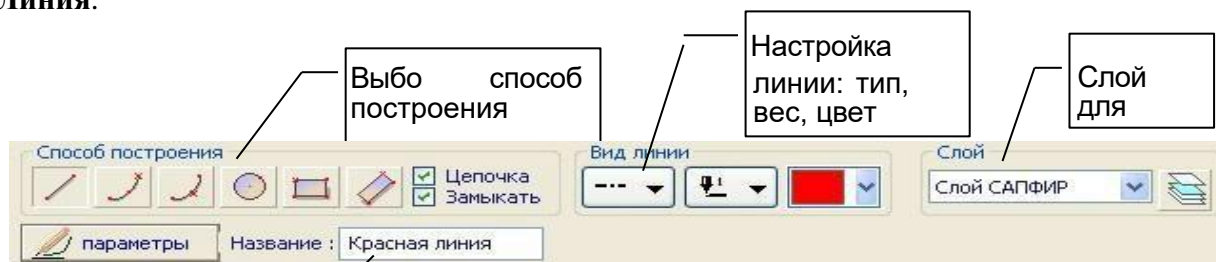 Линия.
Выбо способ
построения
Настройка
линии: тип,
вес, цвет
Слой
для
Способ построения
Вид линии
Слой
Цепочка
Замыкать
Слой САПФИР
параметры
Название :
Красная линия